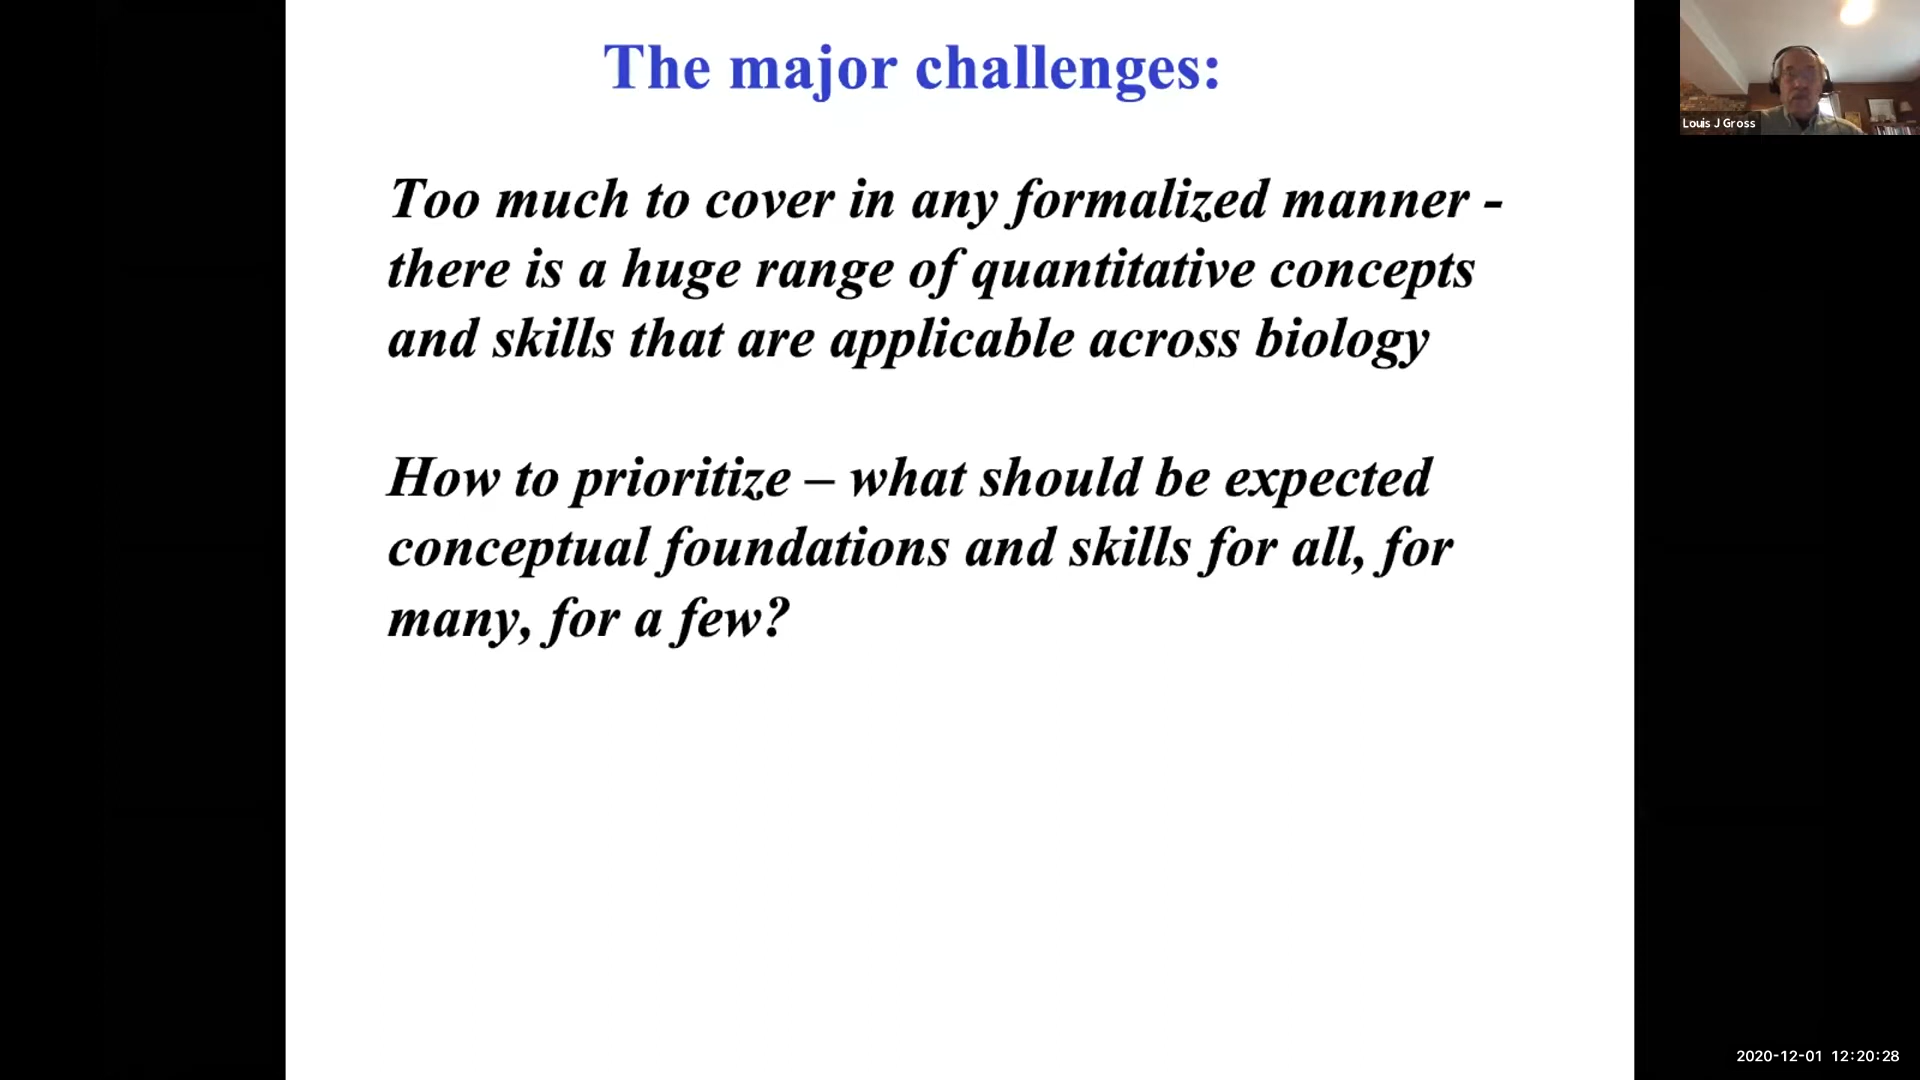 The major challenges:
Too much to cover in any formalized manner -
there is a huge range of quantitative concepts
and skills that are applicable across biology
How to prioritize – what should be expected
conceptual foundations and skills for all, for
many, for a few?
Louis J Gross
2020-12-01 12:20:28